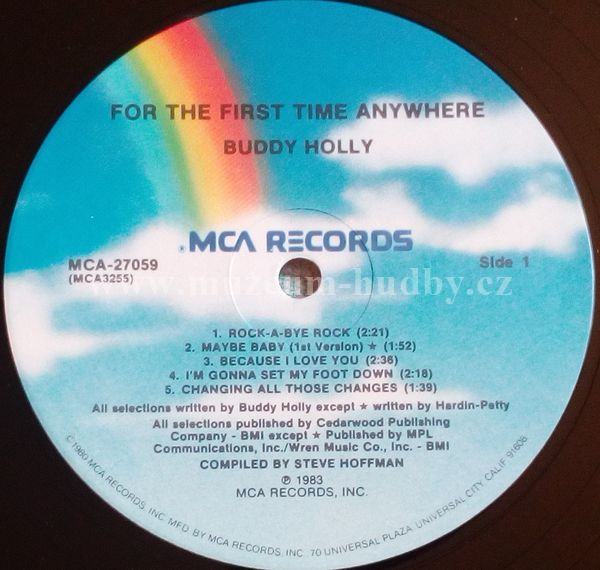 FOR THE FIRST TIME ANYWHERE
BUDDY HOLLY
MCA RECORDS
MCA-27059
(MCA3255)
Side 1
www.muzeum-hudby.cz
1. ROCK-A-BYE ROCK (2:21)
2. MAYBE BABY (1st Version) ★ (1:52)
3. BECAUSE I LOVE YOU (2:36)
4. I'M GONNA SET MY FOOT DOWN (2:18)
5. CHANGING ALL THOSE CHANGES (1:39)
All selections written by Buddy Holly except ★ written by Hardin-Petty
All selections published by Cedarwood Publishing
Company - BMI except ★ Published by MPL
Communications, Inc./Wren Music Co., Inc. - BMI
COMPILED BY STEVE HOFFMAN
℗ 1983
MCA RECORDS, INC.
© 1980 MCA RECORDS, INC. MFD. BY MCA RECORDS, INC. 70 UNIVERSAL PLAZA, UNIVERSAL CITY, CALIF. 91608